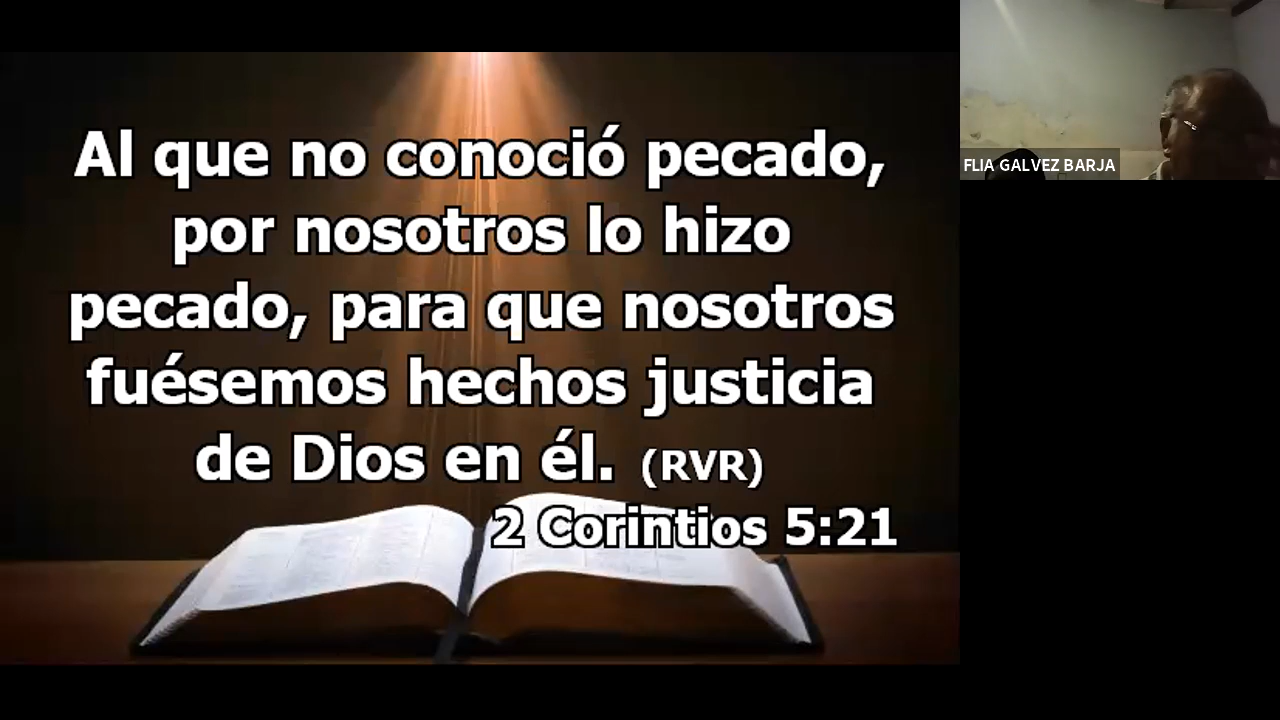 Al que no conoció pecado,
por nosotros lo hizo
pecado, para que nosotros
fuésemos hechos justicia
de Dios en él. (RVR)
2 Corintios 5:21
FLIA GALVEZ BARJA